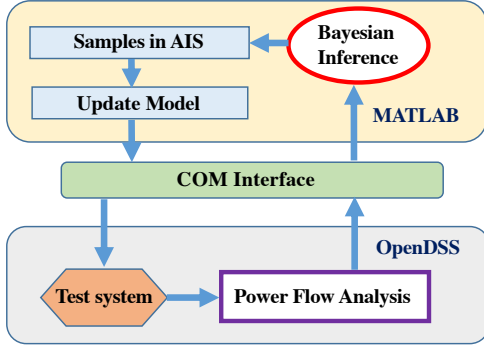 Samples in AIS
Bayesian
Inference
Update Model
MATLAB
COM Interface
OpenDSS
Test system
Power Flow Analysis